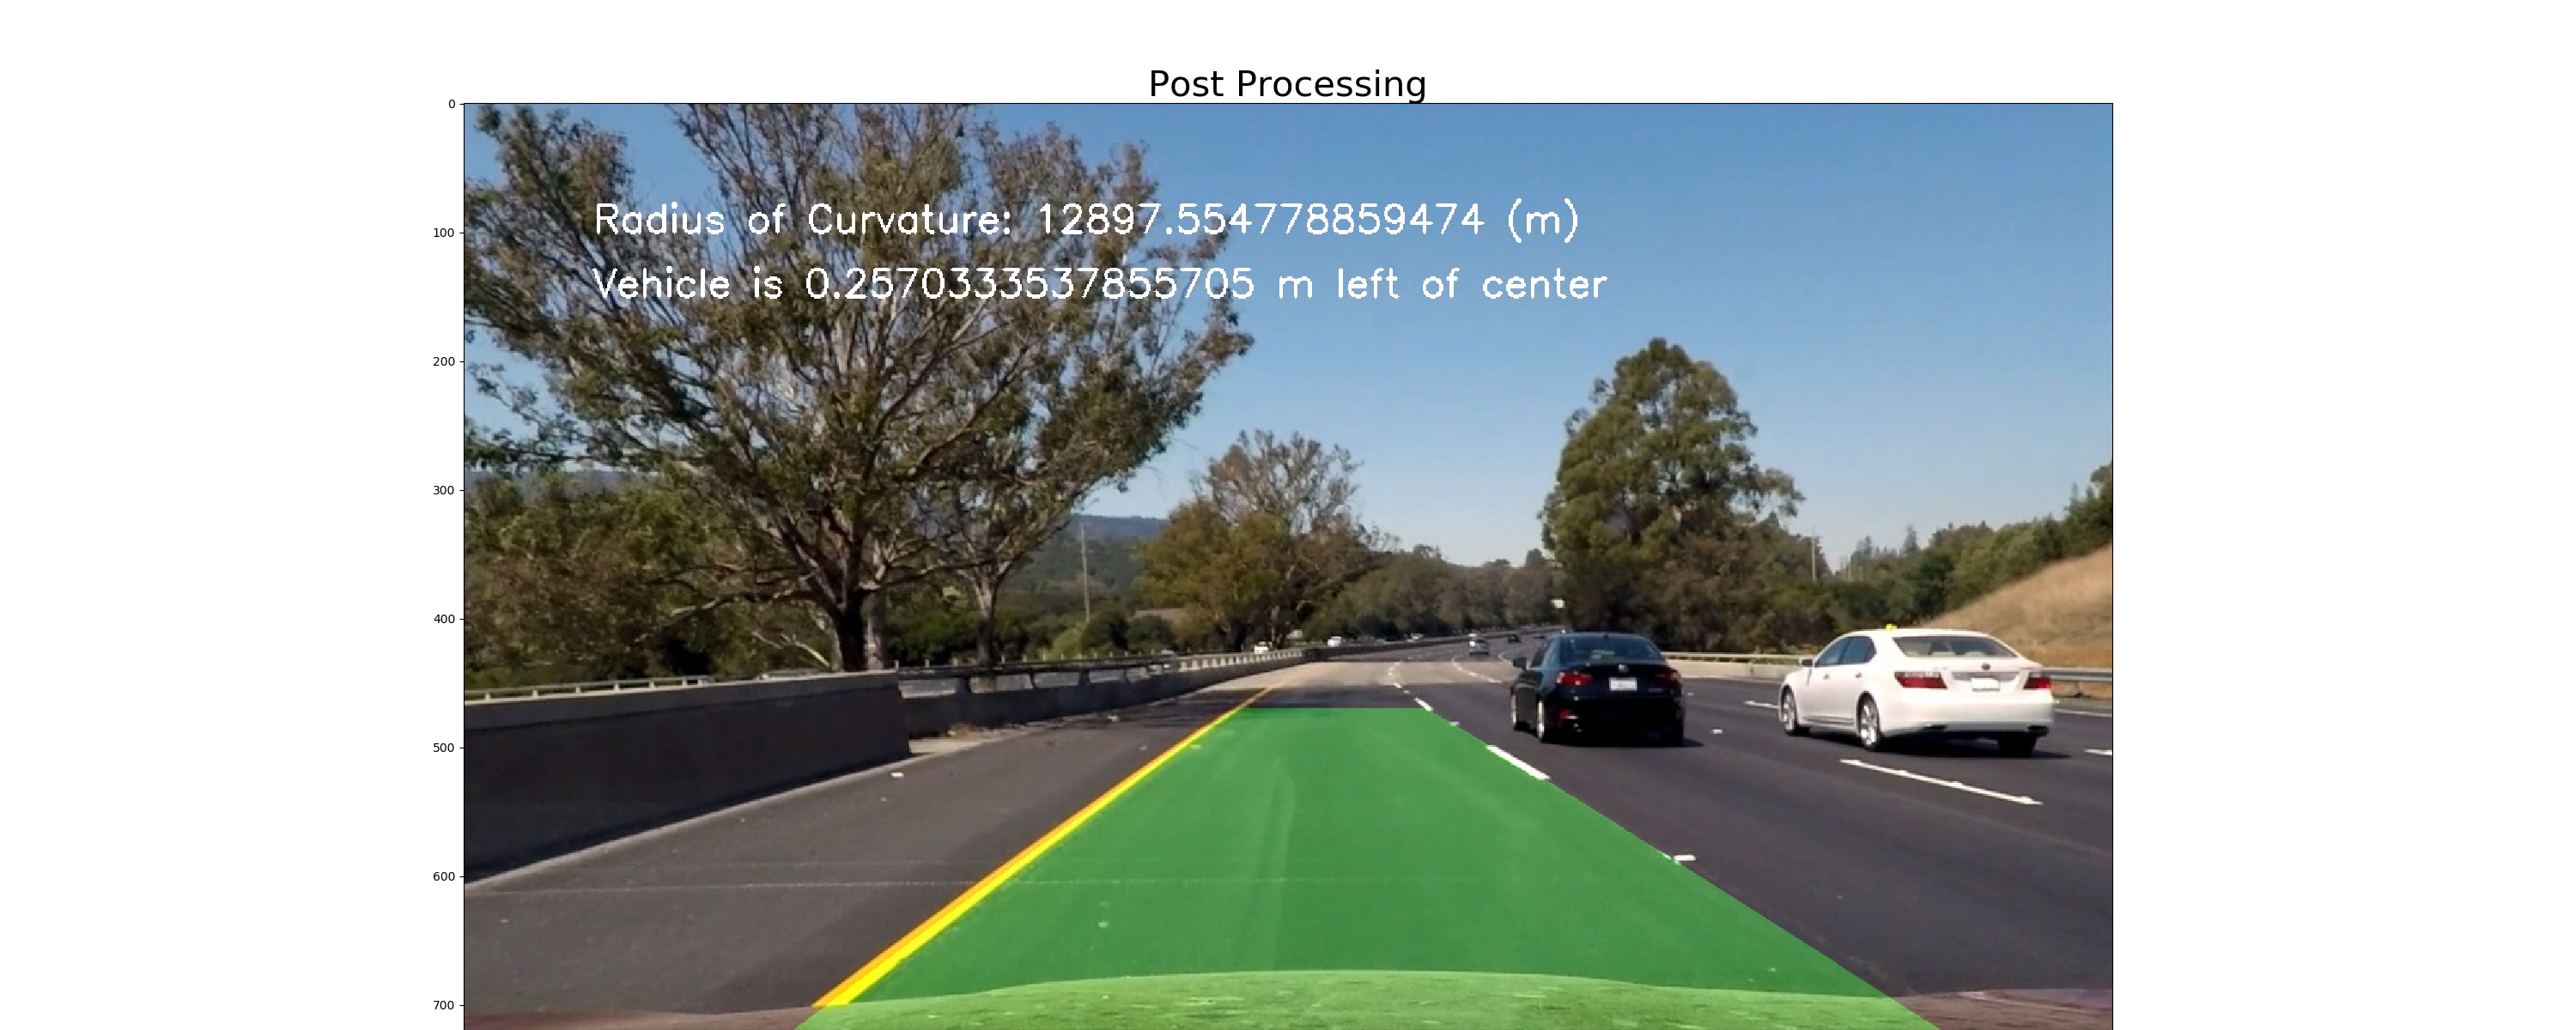 Post Processing
0
Radius of Curvature: 12897.554778859474 (m)
100
Vehicle is 0.2570333537855705 m left of center
200
300
400
500
600
700